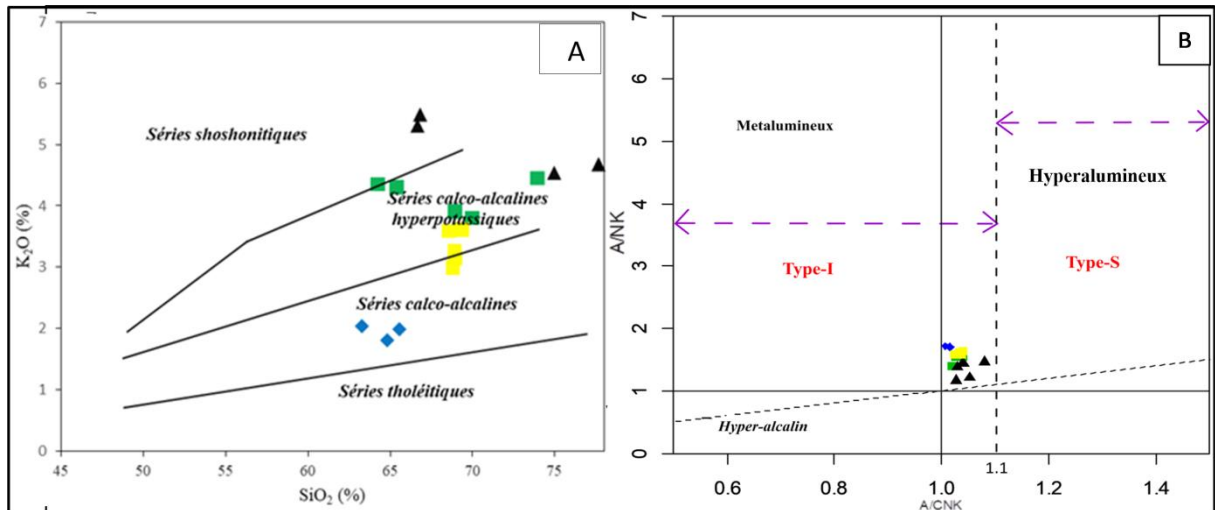 A
7
6
5
4
3
2
1
0
K₂O (%)
Séries shoshonitiques
Séries calco-alcalines
hyperpotassiques
Séries calco-alcalines
Séries tholéitiques
45 50 55 60 65 70 75
SiO₂ (%)
B
7
6
5
4
3
2
1
0
A/NK
Metalumineux
Hyperalumineux
Type-I
Type-S
Hyper-alcalin
1.1
0.6 0.8 1.0 1.2 1.4
A/CNK